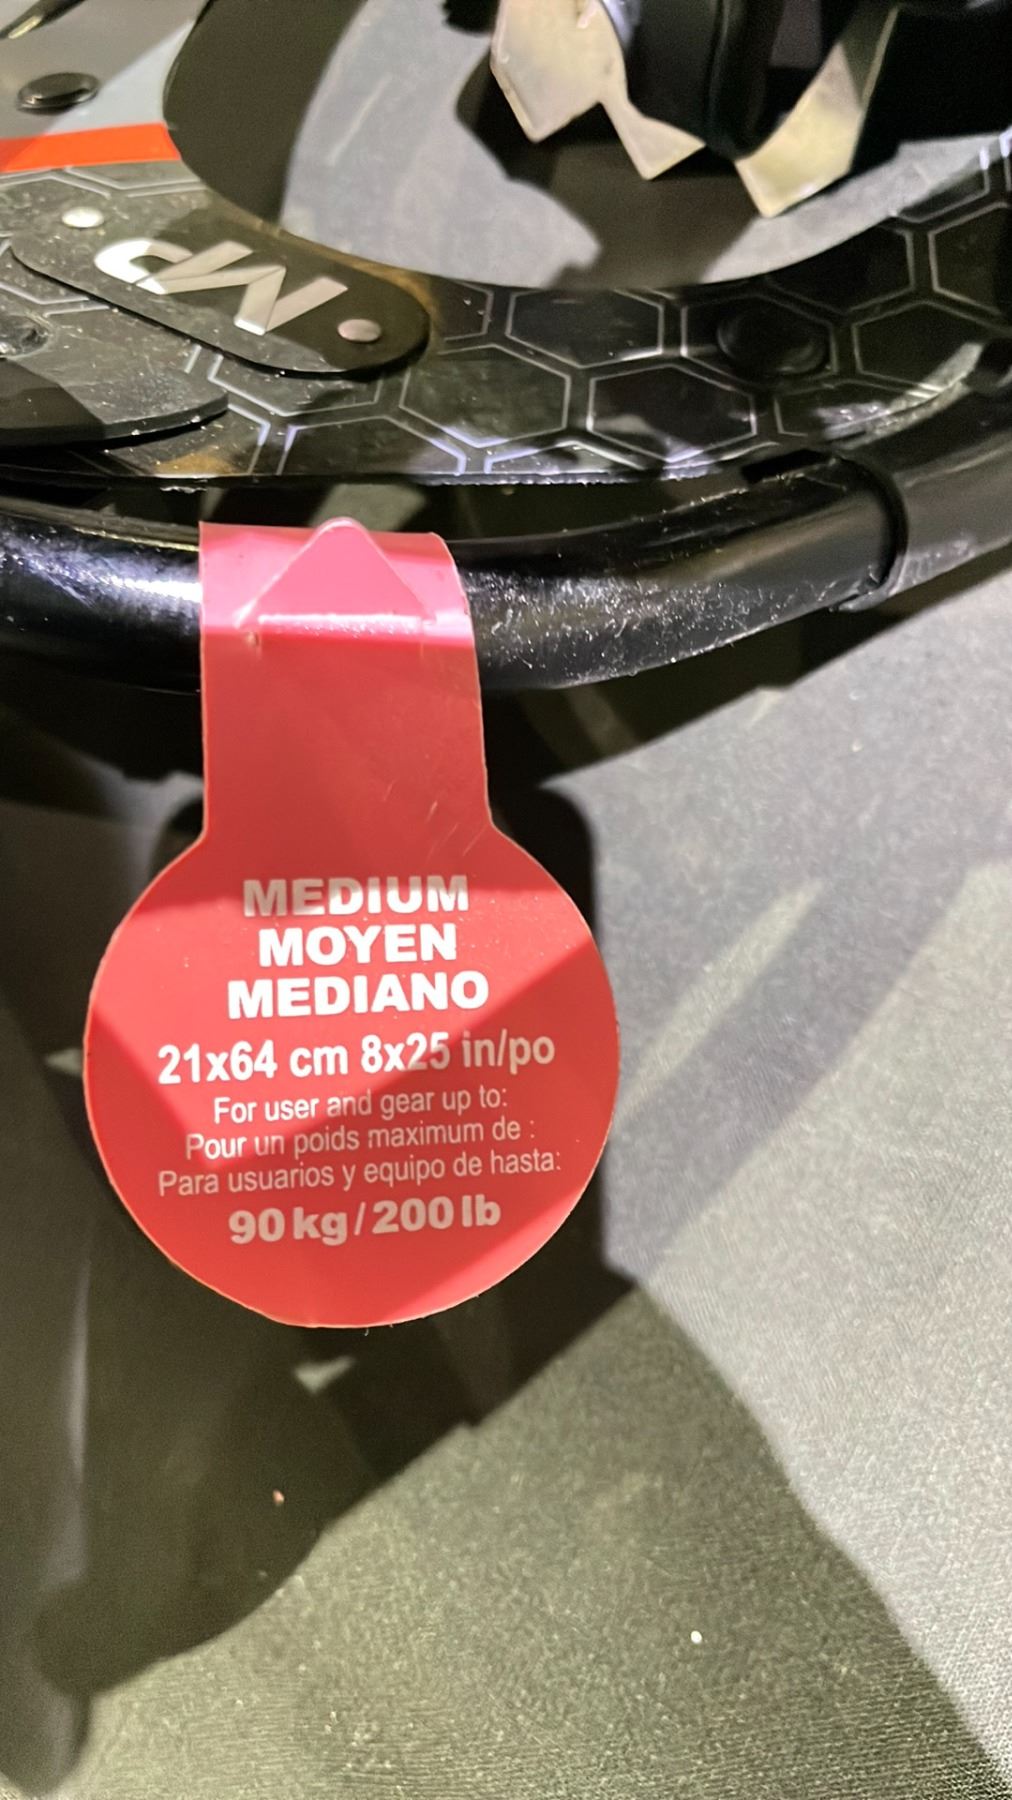 MEDIUM
MOYEN
MEDIANO
21x64 cm 8x25 in/po
For user and gear up to:
Pour un poids maximum de :
Para usuarios y equipo de hasta:
90 kg / 200 lb